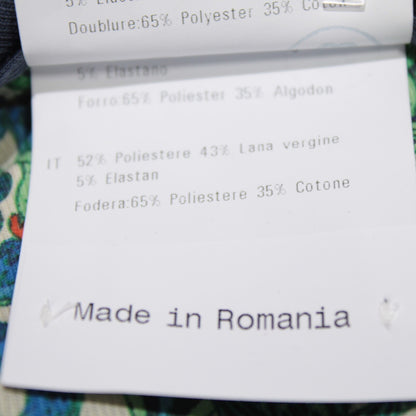 5%
Doublure:65% Polyester 35%
5% Elastano
Forro:65% Poliester 35% Algodon
IT 52% Poliestere 43% Lana vergine
5% Elastan
Fodera:65% Poliestere 35% Cotone
Made in Romania